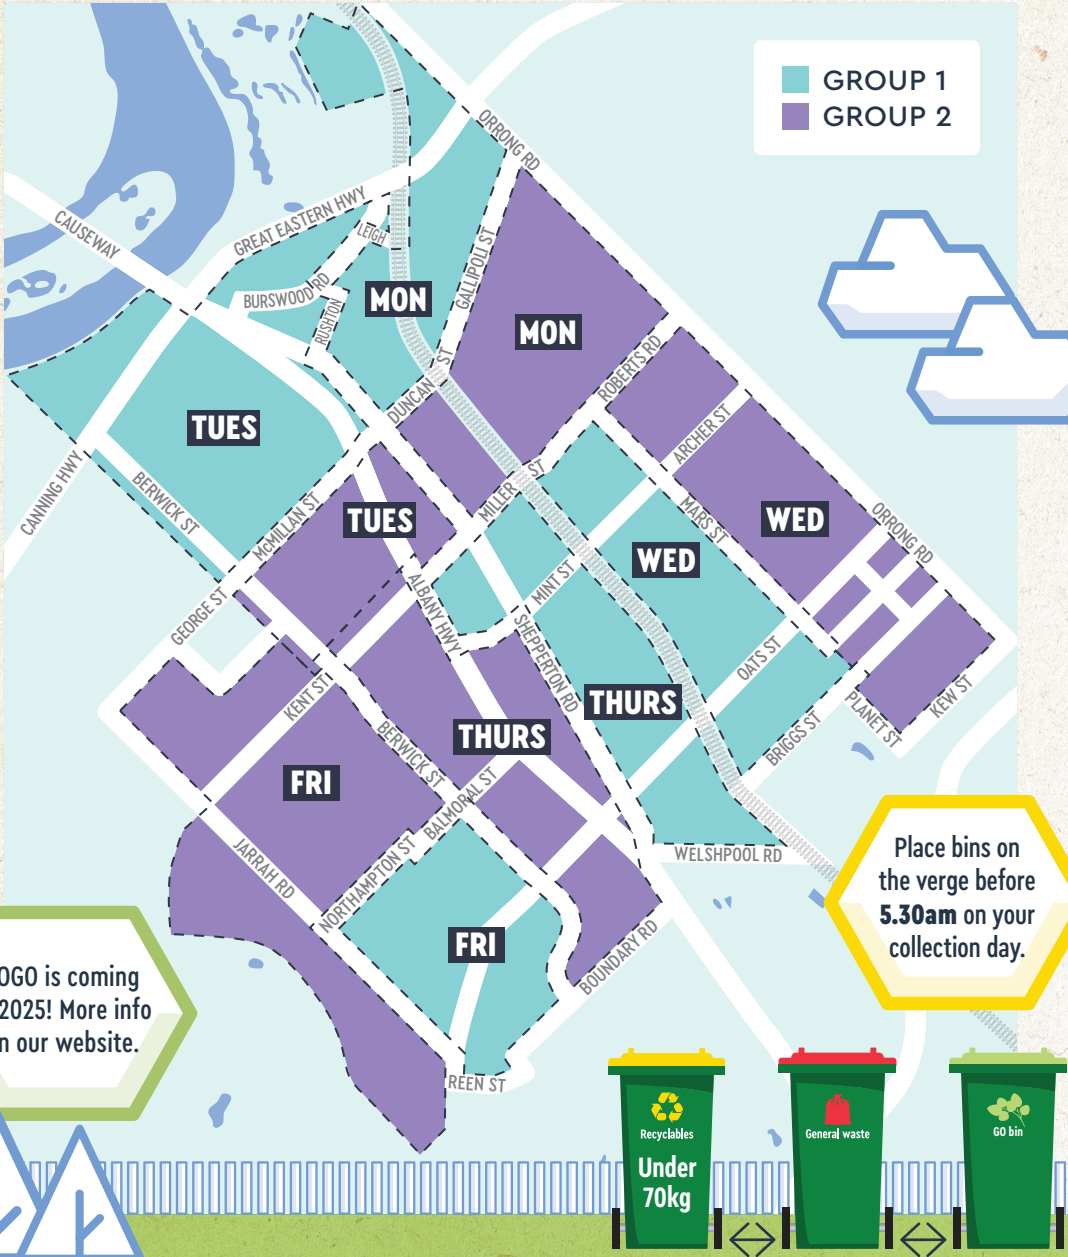 GROUP 1
GROUP 2
ORRONG RD
CAUSEWAY
GREAT EASTERN HWY
LEIGH
BURSWOOD RD
RUSHTON
GALLIPOLI ST
MON
MON
DUNCAN ST
ROBERTS RD
ARCHER ST
TUES
CANNING HWY
BERWICK ST
MCMILLAN ST
TUES
MILLER ST
MARS ST
WED
ORRONG RD
WED
GEORGE ST
ALBANY HWY
MINT ST
SHEPPERTON RD
OATS ST
KENT ST
THURS
THURS
PLANET ST
KEW ST
BRIGGS ST
BERWICK ST
FRI
BALMORAL ST
JARRAH RD
NORTHAMPTON ST
WELSHPOOL RD
FRI
BOUNDARY RD
REEN ST
Place bins on
the verge before
5.30am on your
collection day.
OGO is coming
2025! More info
n our website.
Recyclables
Under
70kg
General waste
GO bin